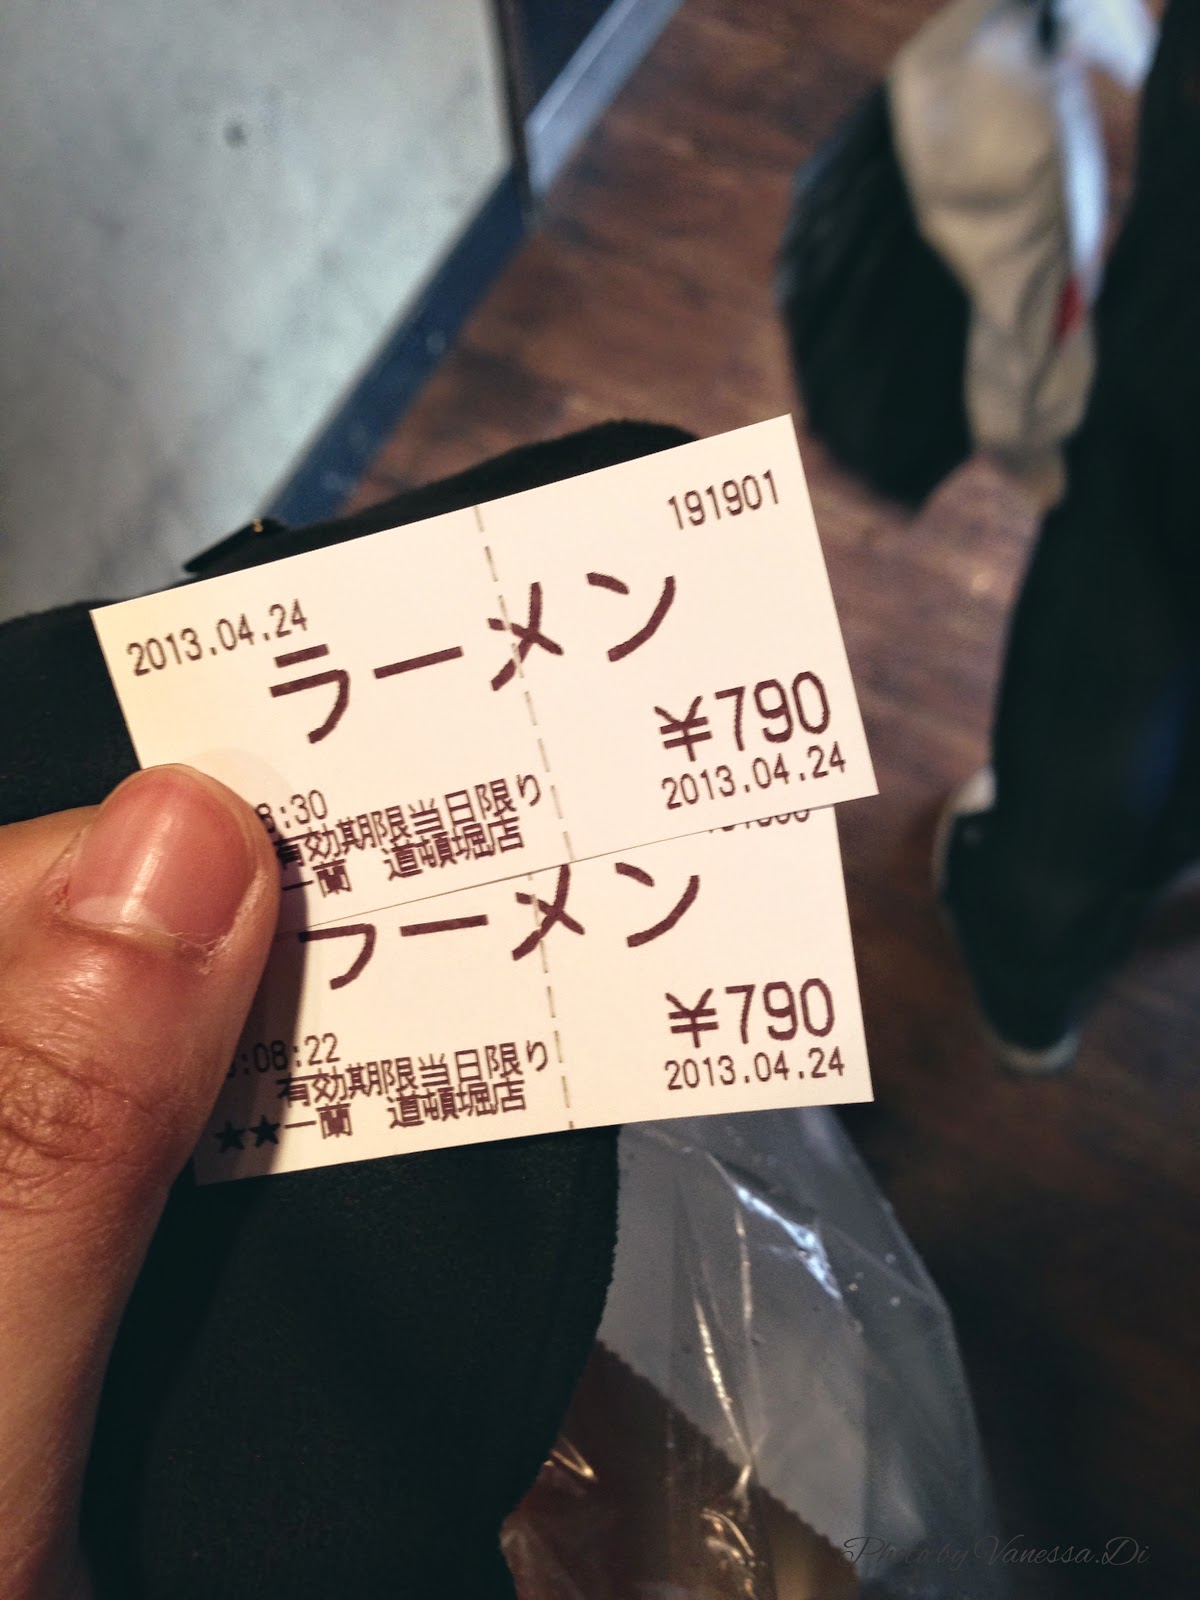 191901
2013.04.24
ラーメン
¥790
2013.04.24
8:30
有効期限当日限り
一蘭 道頓堀店
ラーメン
¥790
:08:22
2013.04.24
有効期限当日限り
★★一蘭 道頓堀店
Photo by Vanessa.Di